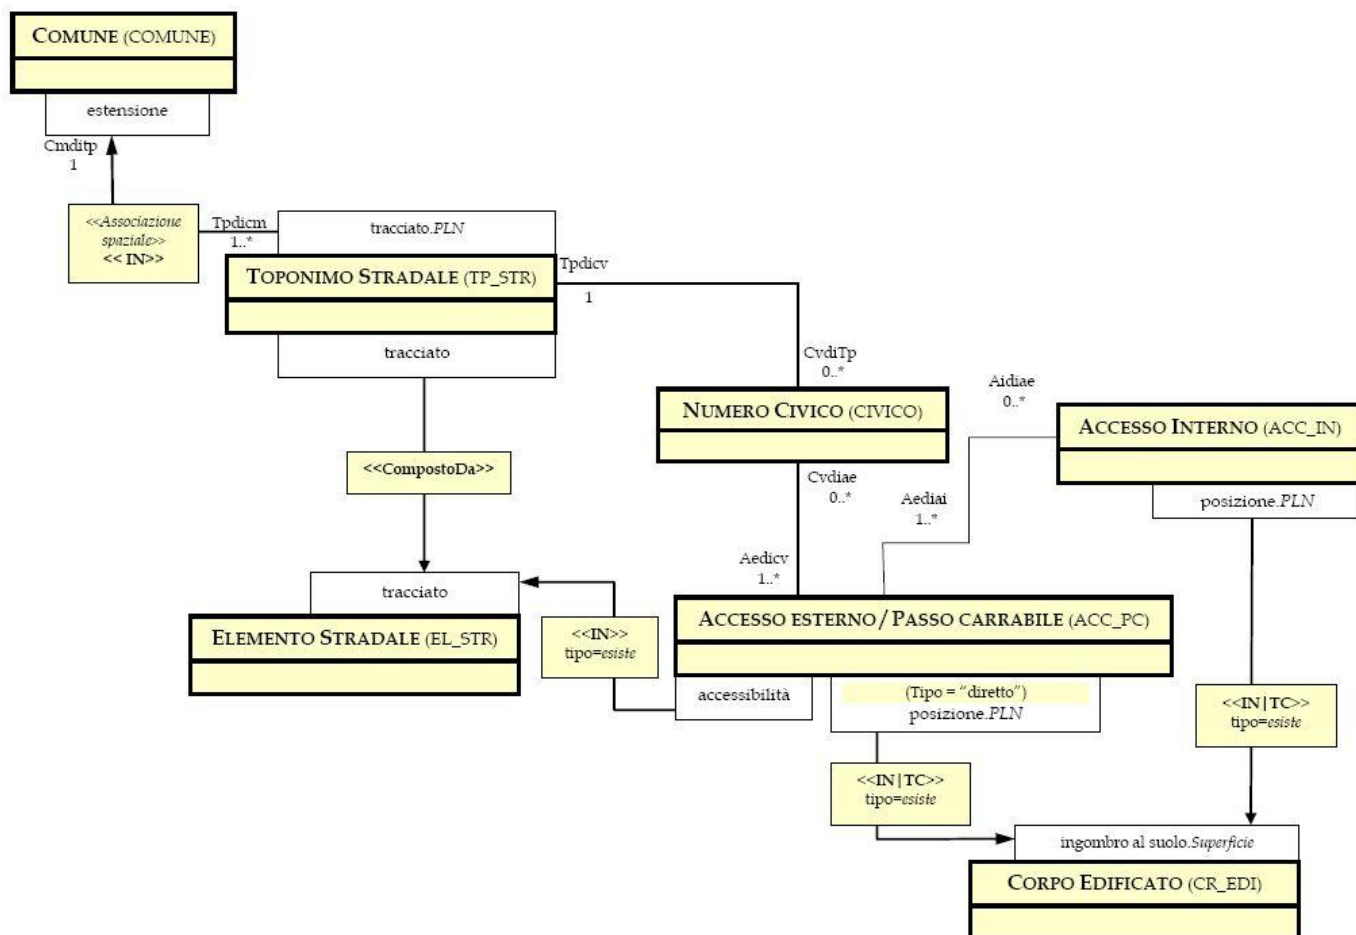 COMUNE (COMUNE)
estensione
Cmditp
1
<<Associazione
spaziale>>
<< IN>>
Tpdicm
1..*
tracciato.PLN
TOPONIMO STRADALE (TP_STR)
tracciato
Tpdicv
1
CvdiTp
0..*
NUMERO CIVICO (CIVICO)
Cvdiae
0..*
Aidiae
0..*
ACCESSO INTERNO (ACC_IN)
posizione.PLN
Aediai
1..*
<<CompostoDa>>
Aedicv
1..*
tracciato
ELEMENTO STRADALE (EL_STR)
<<IN>>
tipo=esiste
ACCESSO ESTERNO / PASSO CARRABILE (ACC_PC)
accessibilità
(Tipo = “diretto”)
posizione.PLN
<<IN|TC>>
tipo=esiste
<<IN|TC>>
tipo=esiste
ingombro al suolo.Superficie
CORPO EDIFICATO (CR_EDI)